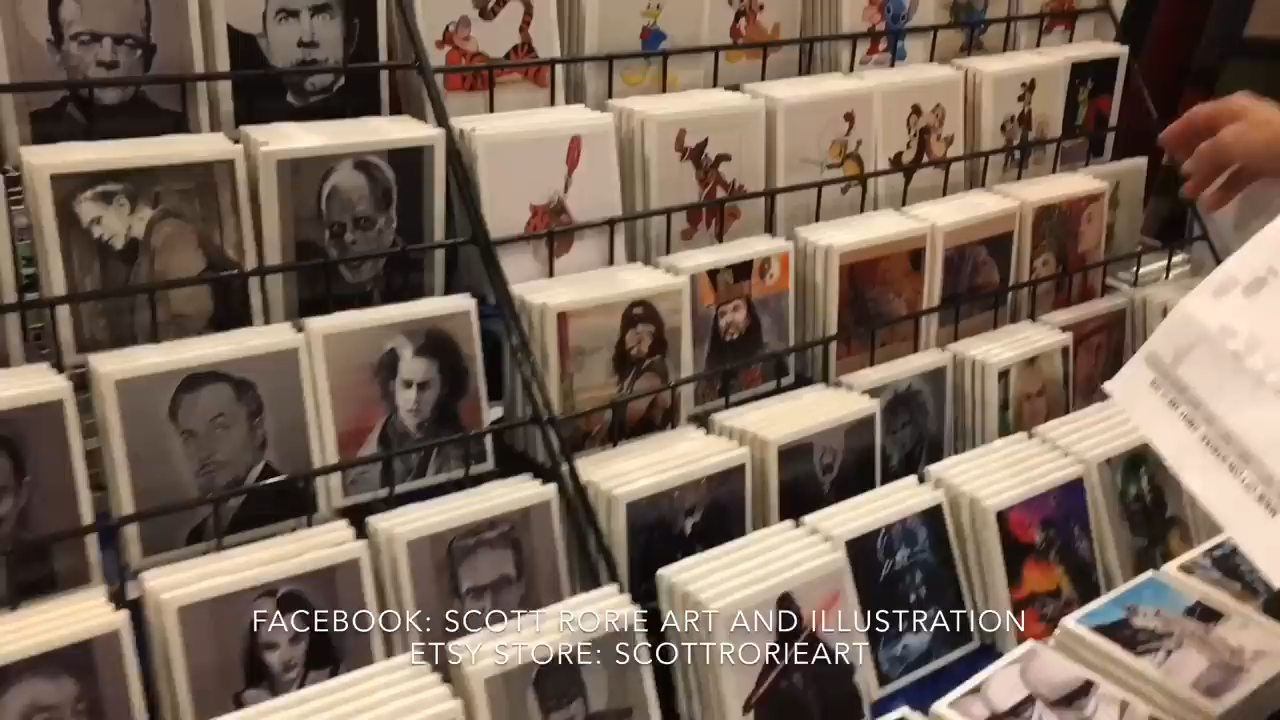 FACEBOOK: SCOTT RORIE ART AND ILLUSTRATION
ETSY STORE: SCOTTRORIEART